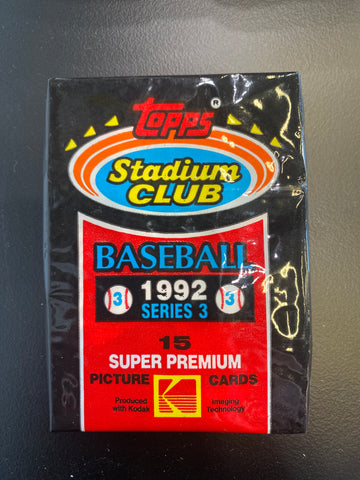 Topps ®
Stadium
CLUB
BASEBALL
3 1992 3
SERIES 3
15
SUPER PREMIUM
PICTURE CARDS
Produced Imaging
with Kodak Technology